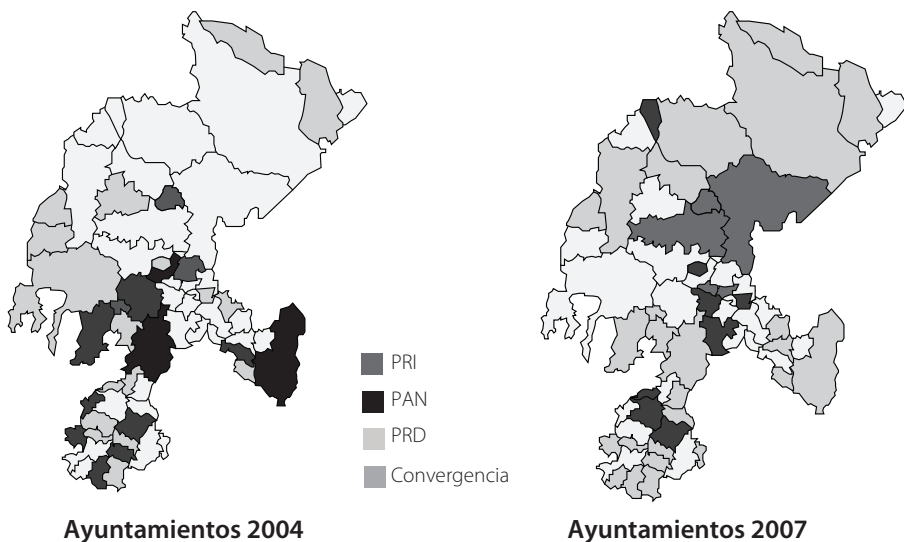 PRI
PAN
PRD
Convergencia
Ayuntamientos 2004
Ayuntamientos 2007